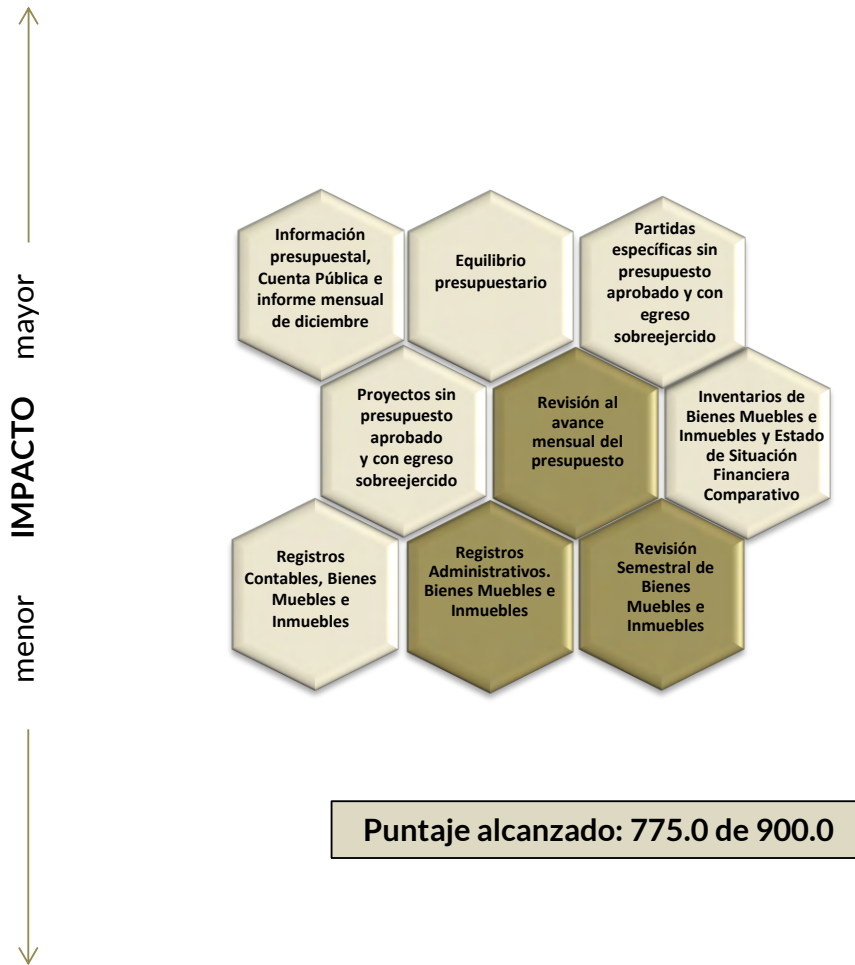 mayor
IMPACTO
menor
Información
presupuestal,
Cuenta Pública e
informe mensual
de diciembre
Equilibrio
presupuestario
Partidas
específicas sin
presupuesto
aprobado y con
egreso
sobreejercido
Proyectos sin
presupuesto
aprobado
y con egreso
sobreejercido
Revisión al
avance
mensual del
presupuesto
Inventarios de
Bienes Muebles e
Inmuebles y Estado
de Situación
Financiera
Comparativo
Registros
Contables, Bienes
Muebles e
Inmuebles
Registros
Administrativos.
Bienes Muebles e
Inmuebles
Revisión
Semestral de
Bienes
Muebles e
Inmuebles
Puntaje alcanzado: 775.0 de 900.0